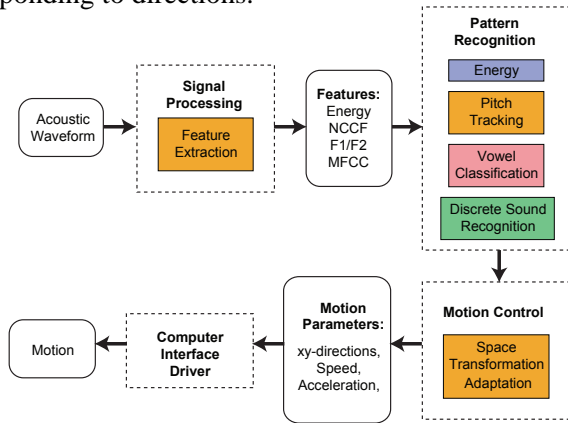 ponding to directions.
Pattern
Recognition
Energy
Pitch
Tracking
Vowel
Classification
Discrete Sound
Recognition
Signal
Processing
Feature
Extraction
Features:
Energy
NCCF
F1/F2
MFCC
Acoustic
Waveform
Motion
Parameters:
xy-directions,
Speed,
Acceleration,
Motion Control
Space
Transformation
Adaptation
Computer
Interface
Driver
Motion